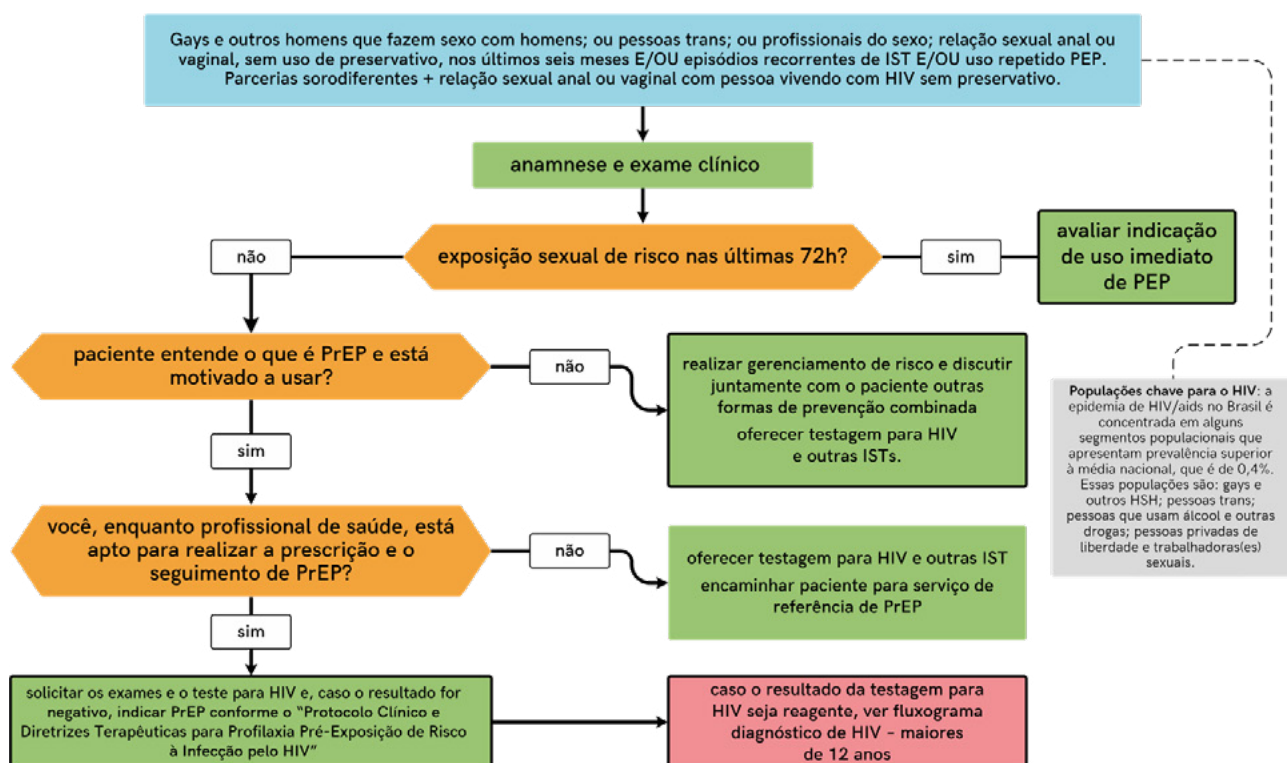 Gays e outros homens que fazem sexo com homens; ou pessoas trans; ou profissionais do sexo; relação sexual anal ou
vaginal, sem uso de preservativo, nos últimos seis meses E/OU episódios recorrentes de IST E/OU uso repetido PEP.
Parcerias sorodiferentes + relação sexual anal ou vaginal com pessoa vivendo com HIV sem preservativo.
anamnese e exame clínico
não
exposição sexual de risco nas últimas 72h?
sim
avaliar indicação
de uso imediato
de PEP
paciente entende o que é PrEP e está
motivado a usar?
não
realizar gerenciamento de risco e discutir
juntamente com o paciente outras
formas de prevenção combinada
oferecer testagem para HIV
e outras ISTs.
Populações chave para o HIV: a
epidemia de HIV/aids no Brasil é
concentrada em alguns
segmentos populacionais que
apresentam prevalência superior
à média nacional, que é de 0,4%.
Essas populações são: gays e
outros HSH; pessoas trans;
pessoas que usam álcool e outras
drogas; pessoas privadas de
liberdade e trabalhadoras(es)
sexuais.
sim
você, enquanto profissional de saúde, está
apto para realizar a prescrição e o
seguimento de PrEP?
não
oferecer testagem para HIV e outras IST
encaminhar paciente para serviço de
referência de PrEP
sim
solicitar os exames e o teste para HIV e, caso o resultado for
negativo, indicar PrEP conforme o “Protocolo Clínico e
Diretrizes Terapêuticas para Profilaxia Pré-Exposição de Risco
à Infecção pelo HIV”
caso o resultado da testagem para
HIV seja reagente, ver fluxograma
diagnóstico de HIV - maiores
de 12 anos